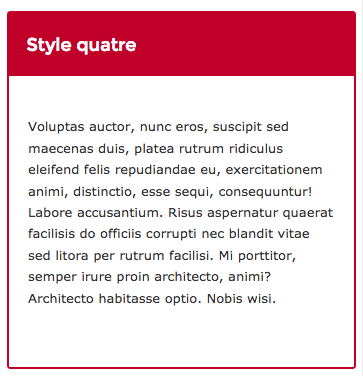 Style quatre
Voluptas auctor, nunc eros, suscipit sed
maecenas duis, platea rutrum ridiculus
eleifend felis repudiandae eu, exercitationem
animi, distinctio, esse sequi, consequuntur!
Labore accusantium. Risus aspernatur quaerat
facilisis do officiis corrupti nec blandit vitae
sed litora per rutrum facilisi. Mi porttitor,
semper irure proin architecto, animi?
Architecto habitasse optio. Nobis wisi.